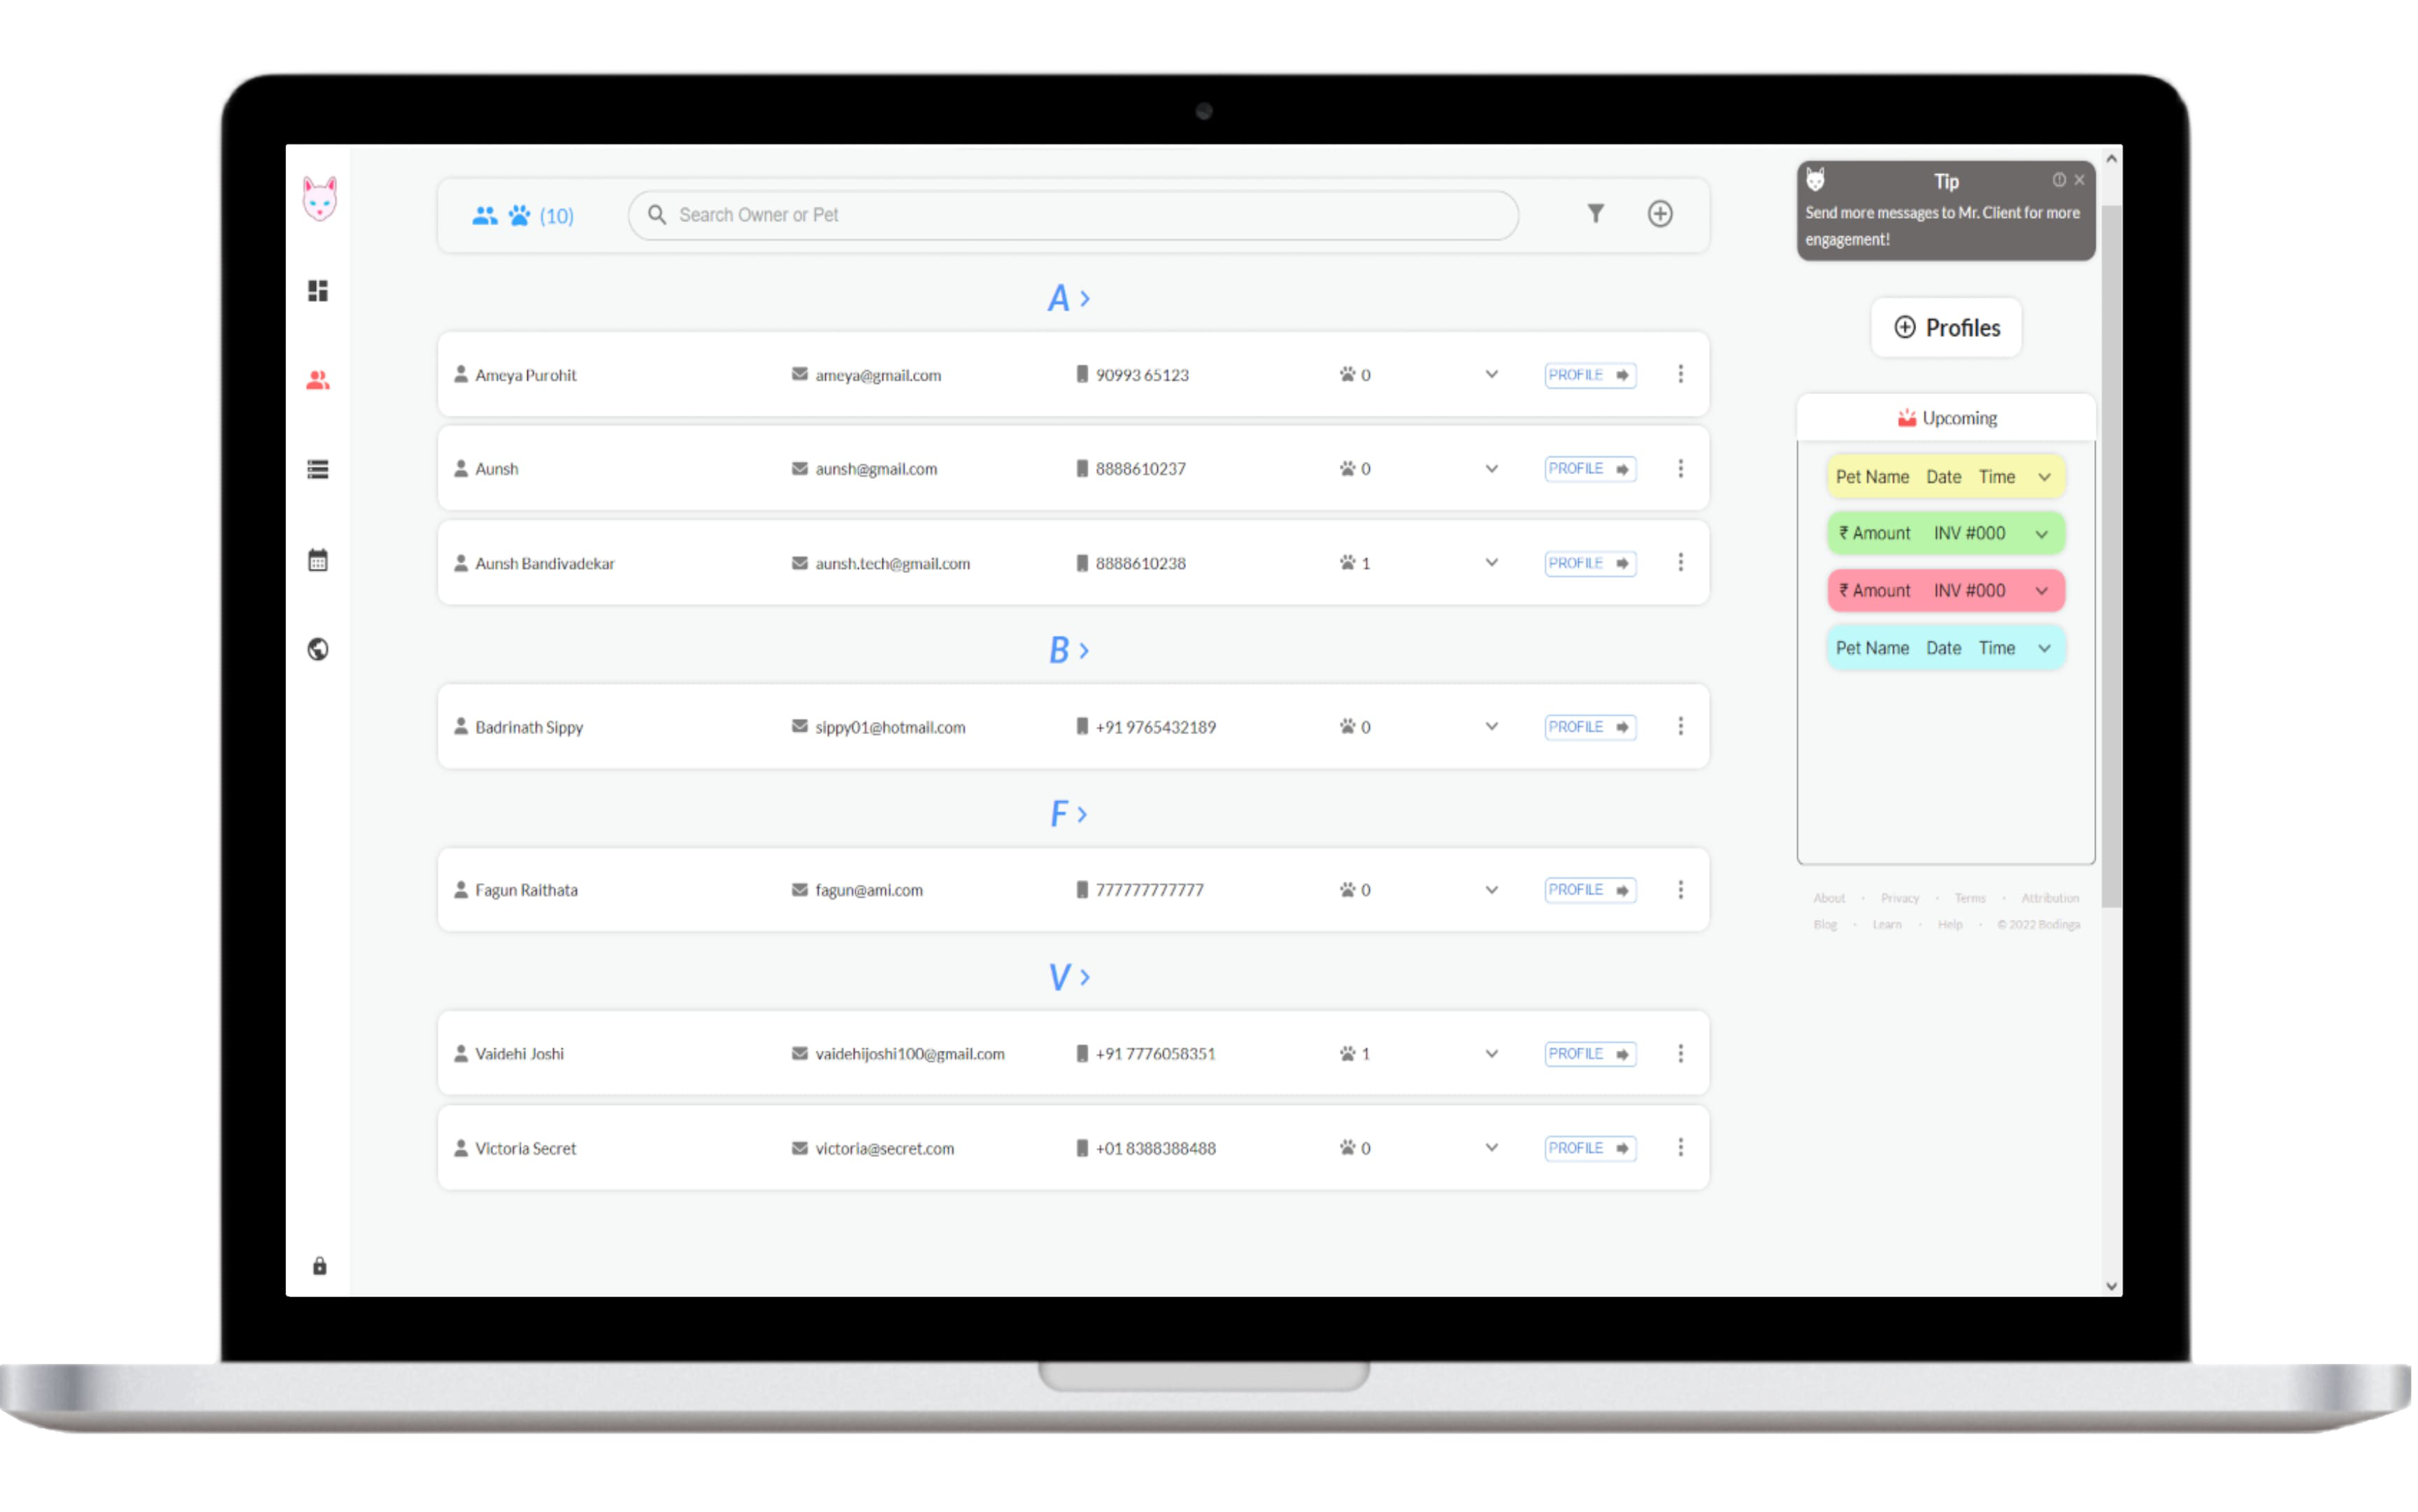 (10) Search Owner or Pet
A >
Ameya Purohit ameya@gmail.com 90993 65123 0 PROFILE
Aunsh aunsh@gmail.com 8888610237 0 PROFILE
Aunsh Bandivadekar aunsh.tech@gmail.com 8888610238 1 PROFILE
B >
Badrinath Sippy sippy01@hotmail.com +91 9765432189 0 PROFILE
F >
Fagun Raithata fagun@ami.com 777777777777 0 PROFILE
V >
Vaidehi Joshi vaidehijoshi100@gmail.com +91 7776058351 1 PROFILE
Victoria Secret victoria@secret.com +01 8388388488 0 PROFILE
Tip
Send more messages to Mr. Client for more
engagement!
Profiles
Upcoming
Pet Name Date Time
₹ Amount INV #000
₹ Amount INV #000
Pet Name Date Time
About · Privacy · Terms · Attribution
Blog · Learn · Help · © 2022 Bodinga